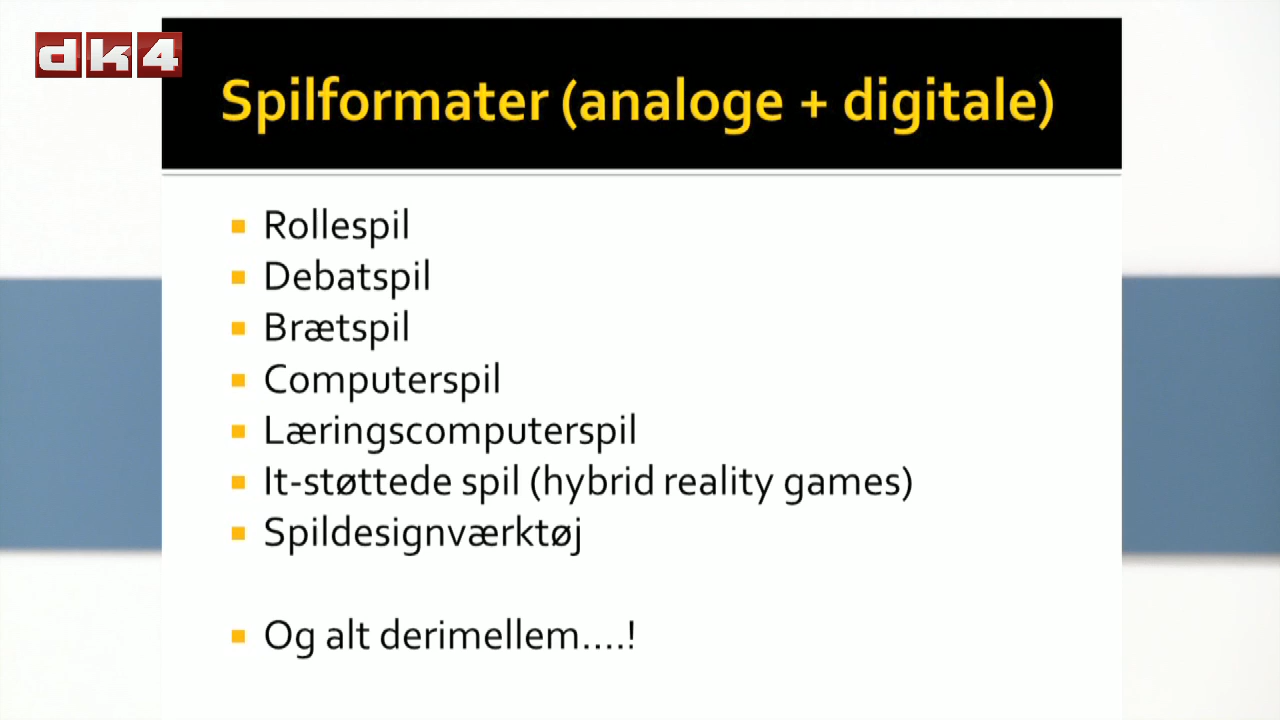 dk4
Spilformater (analoge + digitale)
Rollespil
Debatspil
Brætspil
Computerspil
Læringscomputerspil
It-støttede spil (hybrid reality games)
Spildesignværktøj
Og alt derimellem....!